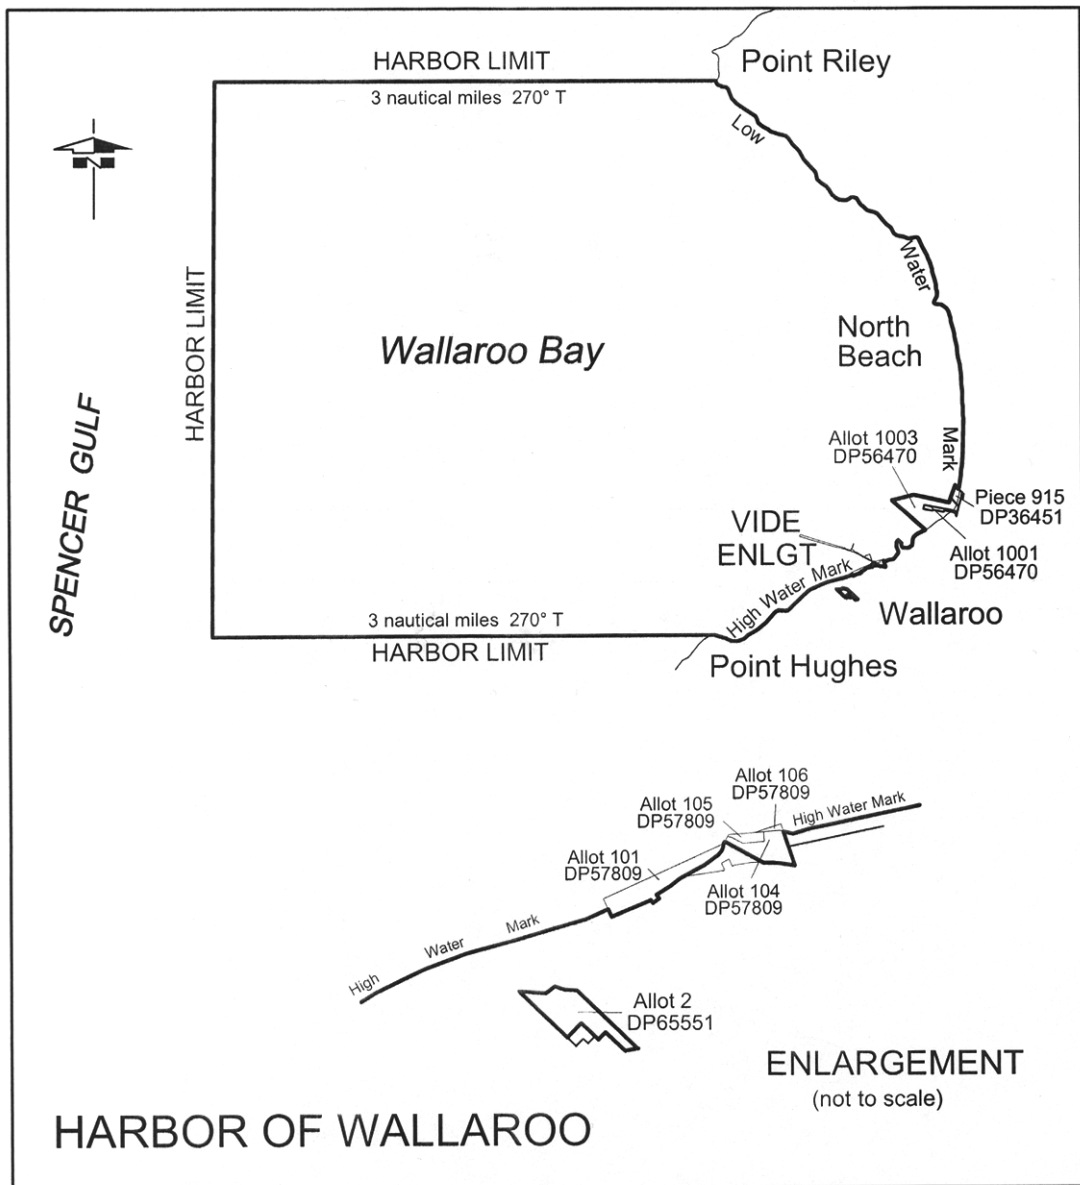 HARBOR LIMIT
3 nautical miles 270° T
Point Riley
Low
N
Water
HARBOR LIMIT
North
Beach
Wallaroo Bay
SPENCER GULF
Allot 1003
DP56470
Mark
Piece 915
DP36451
VIDE
ENLGT
Allot 1001
DP56470
High Water Mark
Wallaroo
3 nautical miles 270° T
HARBOR LIMIT
Point Hughes
Allot 106
DP57809
Allot 105
DP57809
High Water Mark
Allot 101
DP57809
Allot 104
DP57809
High Water Mark
Allot 2
DP65551
ENLARGEMENT
(not to scale)
HARBOR OF WALLAROO